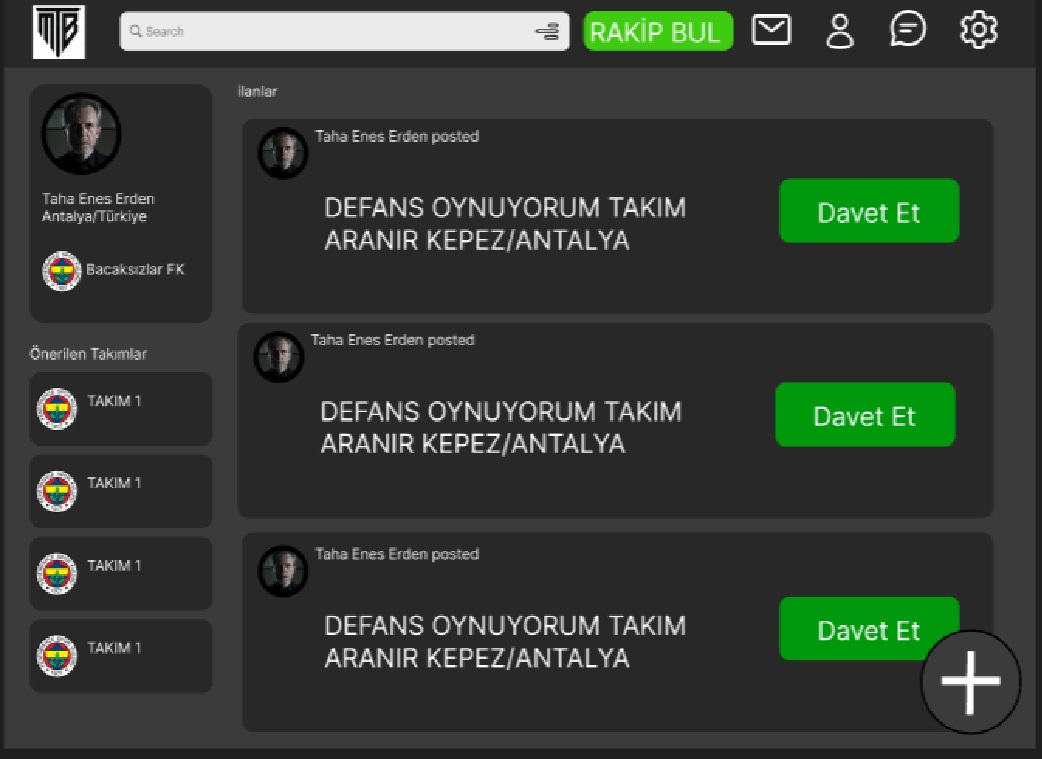 MTB
Search
RAKİP BUL
Taha Enes Erden
Antalya/Türkiye
Bacaksızlar FK
Önerilen Takımlar
TAKIM 1
TAKIM 1
TAKIM 1
TAKIM 1
ilanlar
Taha Enes Erden posted
DEFANS OYNUYORUM TAKIM
ARANIR KEPEZ/ANTALYA
Davet Et
Taha Enes Erden posted
DEFANS OYNUYORUM TAKIM
ARANIR KEPEZ/ANTALYA
Davet Et
Taha Enes Erden posted
DEFANS OYNUYORUM TAKIM
ARANIR KEPEZ/ANTALYA
Davet Et